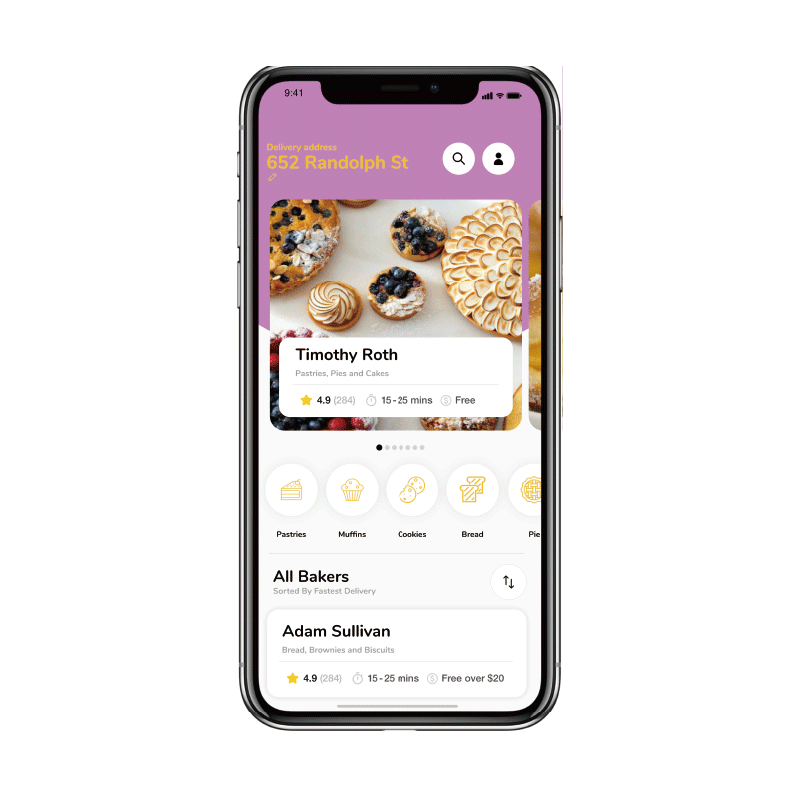 9:41
Delivery address
652 Randolph St
Timothy Roth
Pastries, Pies and Cakes
4.9 (284) 15-25 mins Free
Pastries Muffins Cookies Bread Pie
All Bakers
Sorted By Fastest Delivery
Adam Sullivan
Bread, Brownies and Biscuits
4.9 (284) 15-25 mins Free over $20